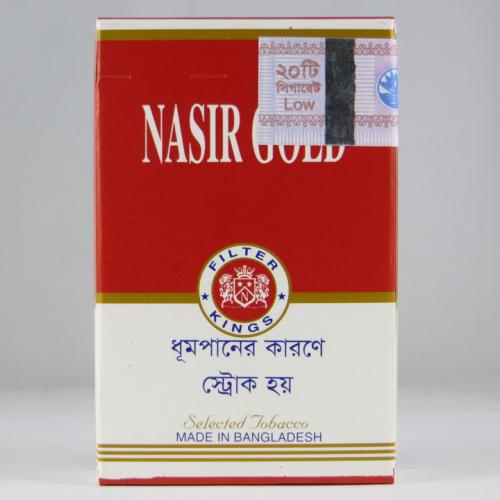 ২০টি
সিগারেট
Low
NASIR GOLD
FILTER
N
KINGS
ধূমপানের কারণে
স্ট্রোক হয়
Selected Tobacco
MADE IN BANGLADESH